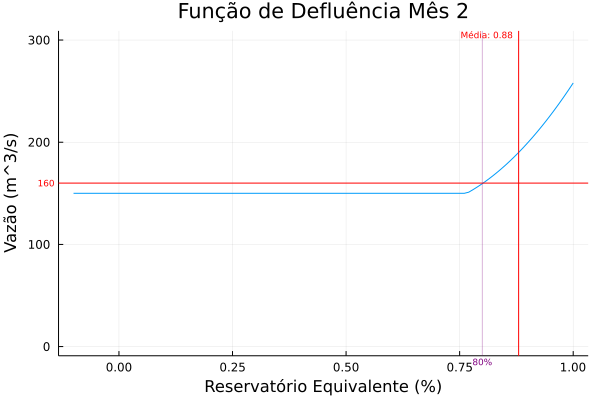 Função de Defluência Mês 2
Média: 0.88
300
200
160
100
0
Vazão (m^3/s)
0.00
0.25
0.50
0.75
80%
1.00
Reservatório Equivalente (%)